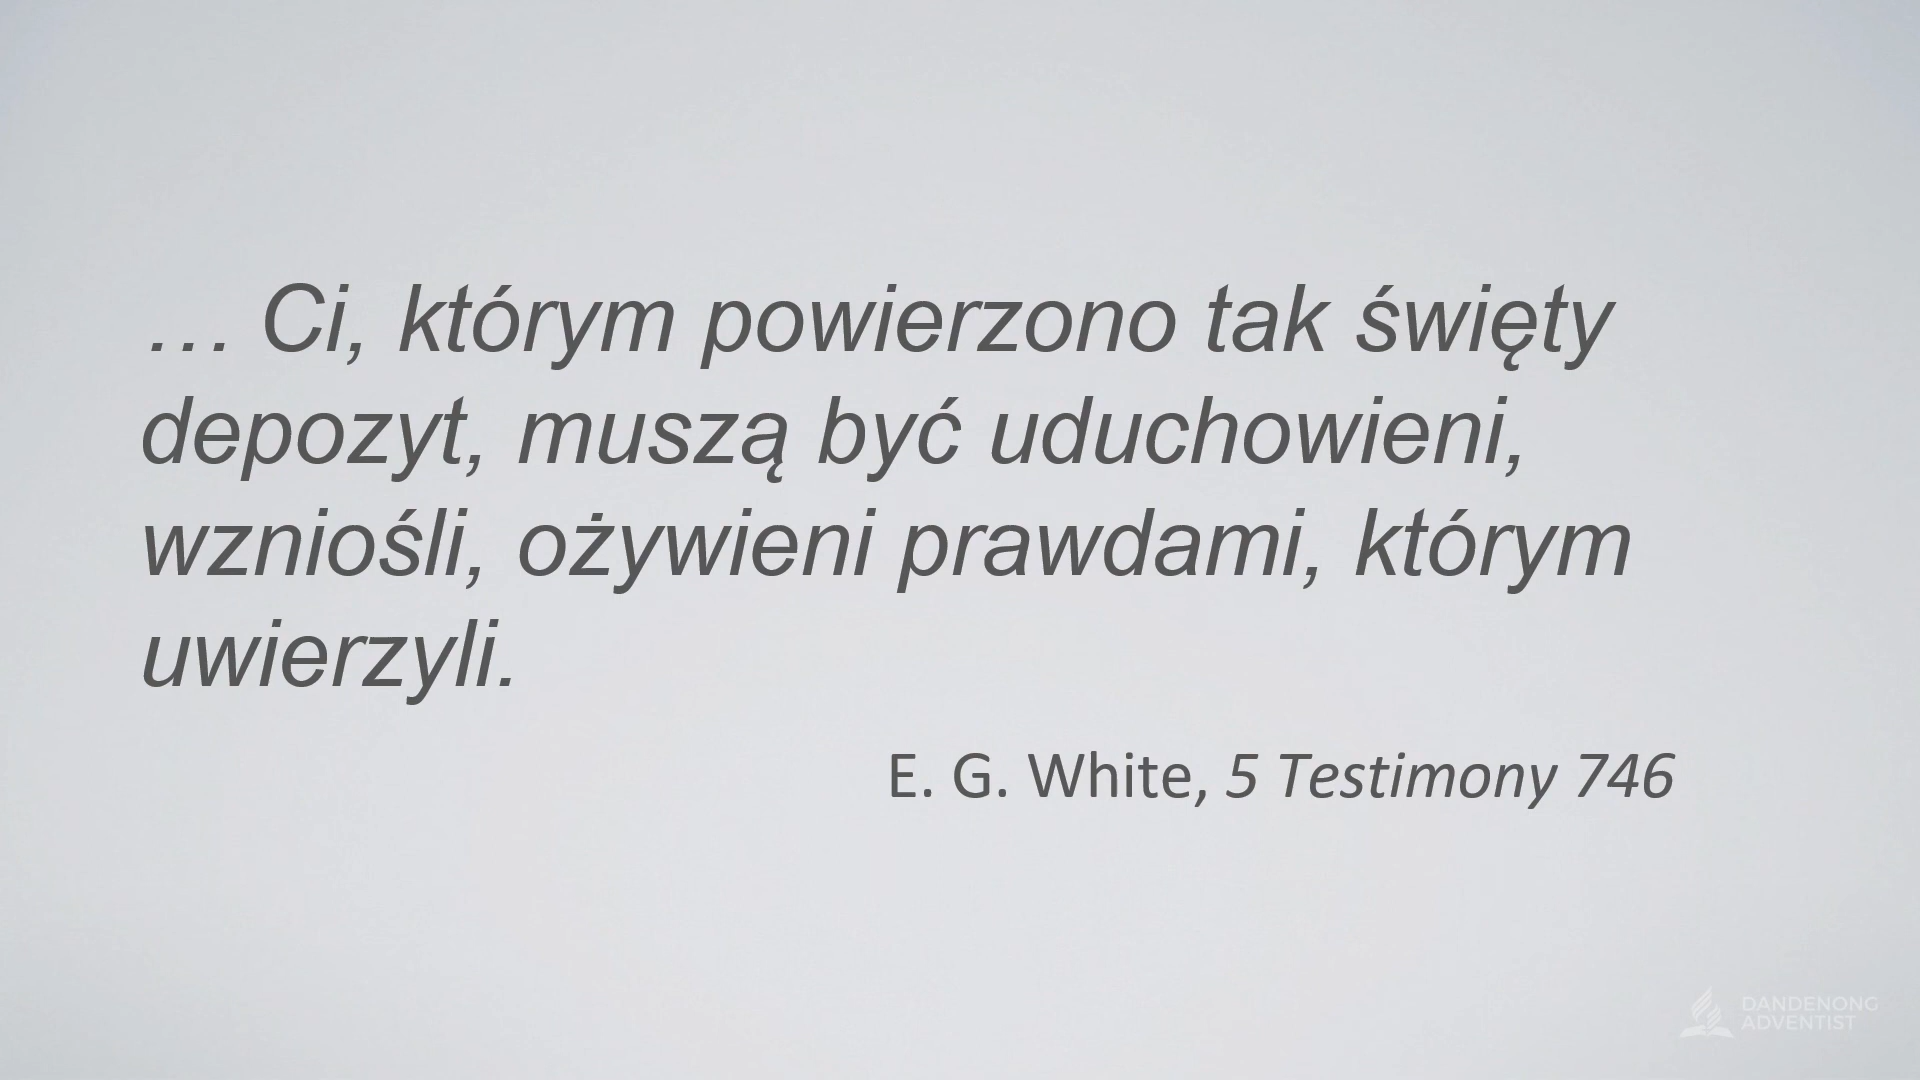 … Ci, którym powierzono tak święty
depozyt, muszą być uduchowieni,
wzniośli, ożywieni prawdami, którym
uwierzyli.
E. G. White, 5 Testimony 746
DANDENONG
ADVENTIST